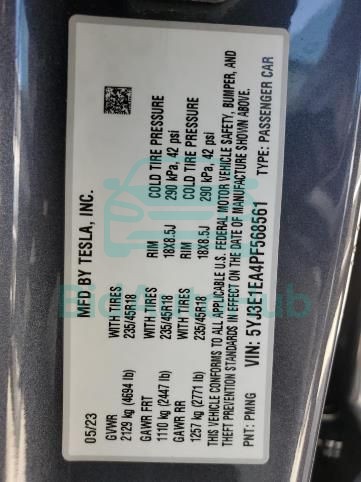 MFD BY TESLA, INC.
05/23
GVWR WITH TIRES RIM COLD TIRE PRESSURE
2129 kg (4694 lb) 235/45R18 18X8.5J 290 kPa, 42 psi
GAWR FRT WITH TIRES RIM COLD TIRE PRESSURE
1110 kg (2447 lb) 235/45R18 18X8.5J 290 kPa, 42 psi
GAWR RR
1257 kg (2771 lb)
THIS VEHICLE CONFORMS TO ALL APPLICABLE U.S. FEDERAL MOTOR VEHICLE SAFETY, BUMPER, AND
THEFT PREVENTION STANDARDS IN EFFECT ON THE DATE OF MANUFACTURE SHOWN ABOVE.
VIN: 5YJ3E1EA4PF568561 TYPE: PASSENGER CAR
PNT: PMNG